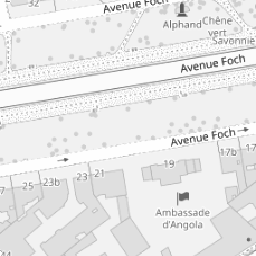 32
Avenue Foch
Alphand
Chêne
vert
Savonnie
Avenue Foch
Avenue Foch
17b
19
17
21
23
23b
25
27
Ambassade
d'Angola
44